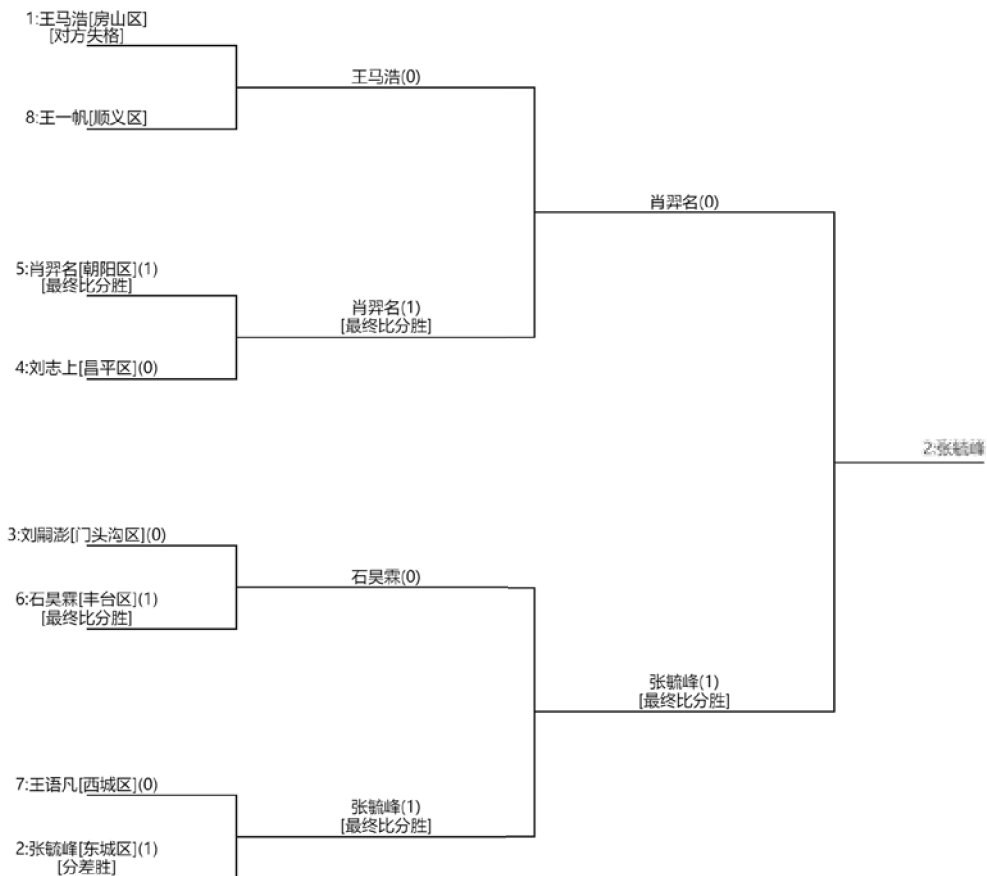 1:王马浩[房山区]
[对方失格]
王马浩(0)
8:王一帆[顺义区]
肖羿名(0)
5:肖羿名[朝阳区](1)
[最终比分胜]
肖羿名(1)
[最终比分胜]
4:刘志上[昌平区](0)
2:张毓峰
3:刘嗣澎[门头沟区](0)
石昊霖(0)
6:石昊霖[丰台区](1)
[最终比分胜]
张毓峰(1)
[最终比分胜]
7:王语凡[西城区](0)
张毓峰(1)
[最终比分胜]
2:张毓峰[东城区](1)
[分差胜]